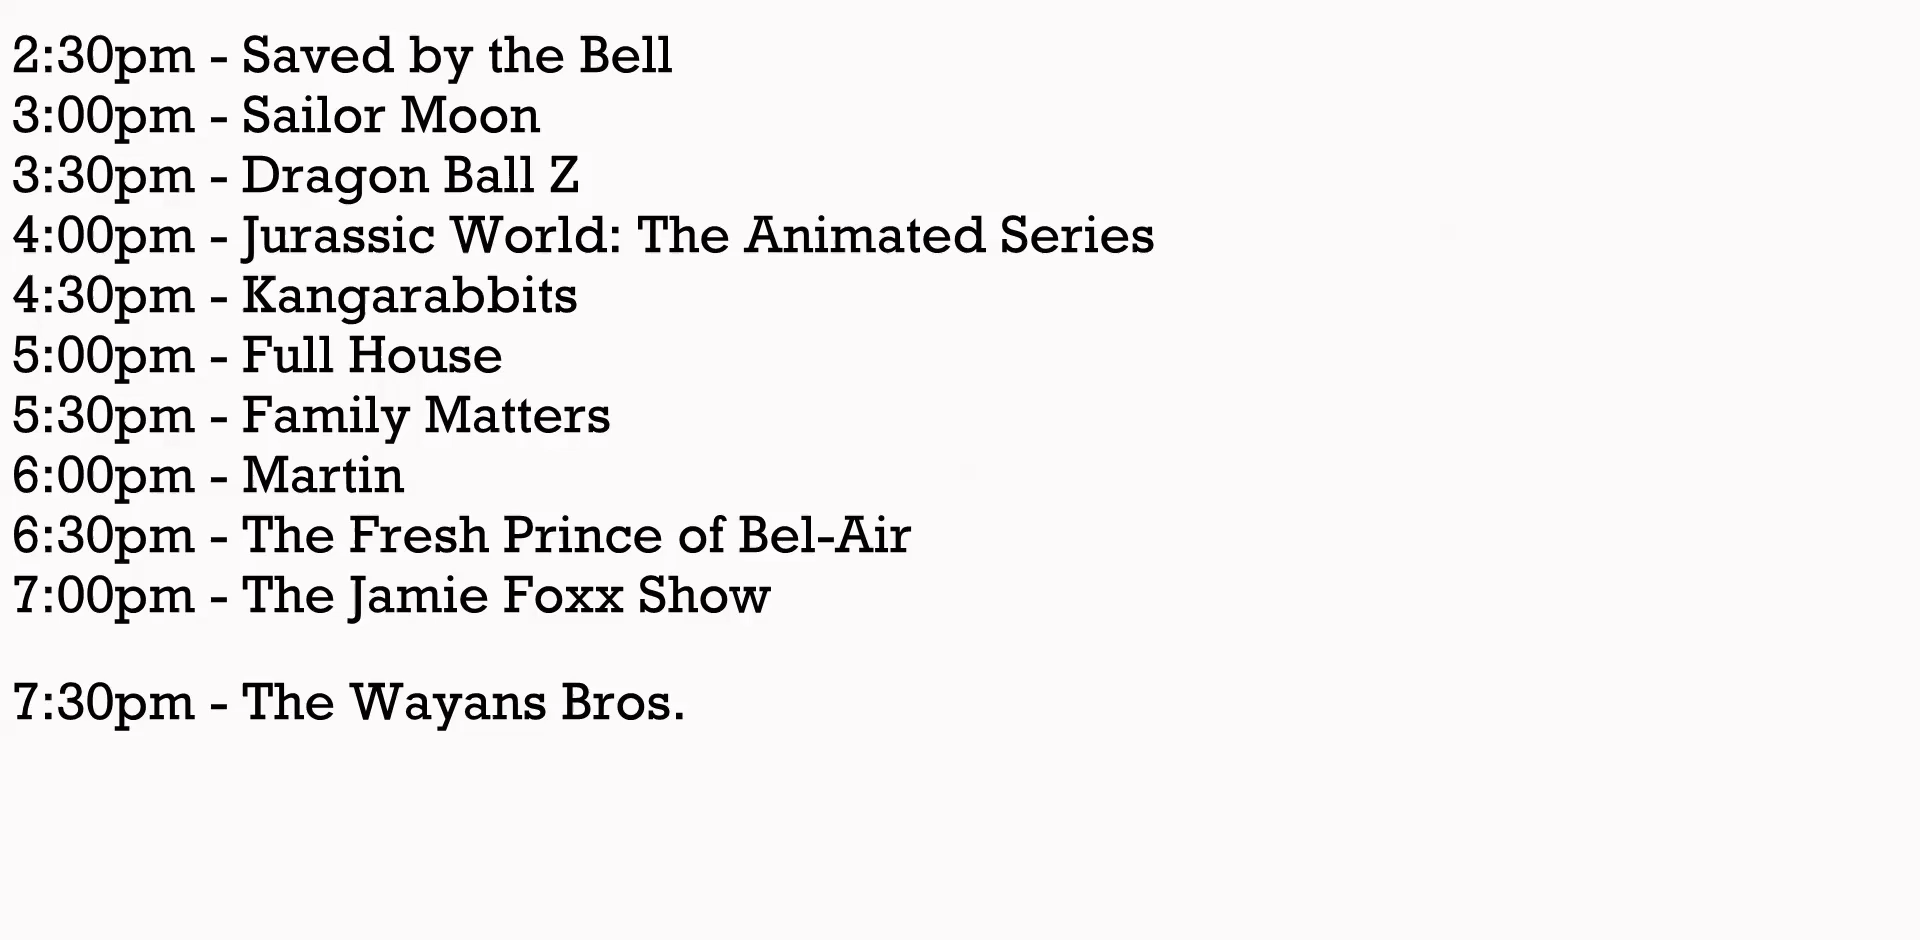 2:30pm - Saved by the Bell
3:00pm - Sailor Moon
3:30pm - Dragon Ball Z
4:00pm - Jurassic World: The Animated Series
4:30pm - Kangarabbits
5:00pm - Full House
5:30pm - Family Matters
6:00pm - Martin
6:30pm - The Fresh Prince of Bel-Air
7:00pm - The Jamie Foxx Show
7:30pm - The Wayans Bros.